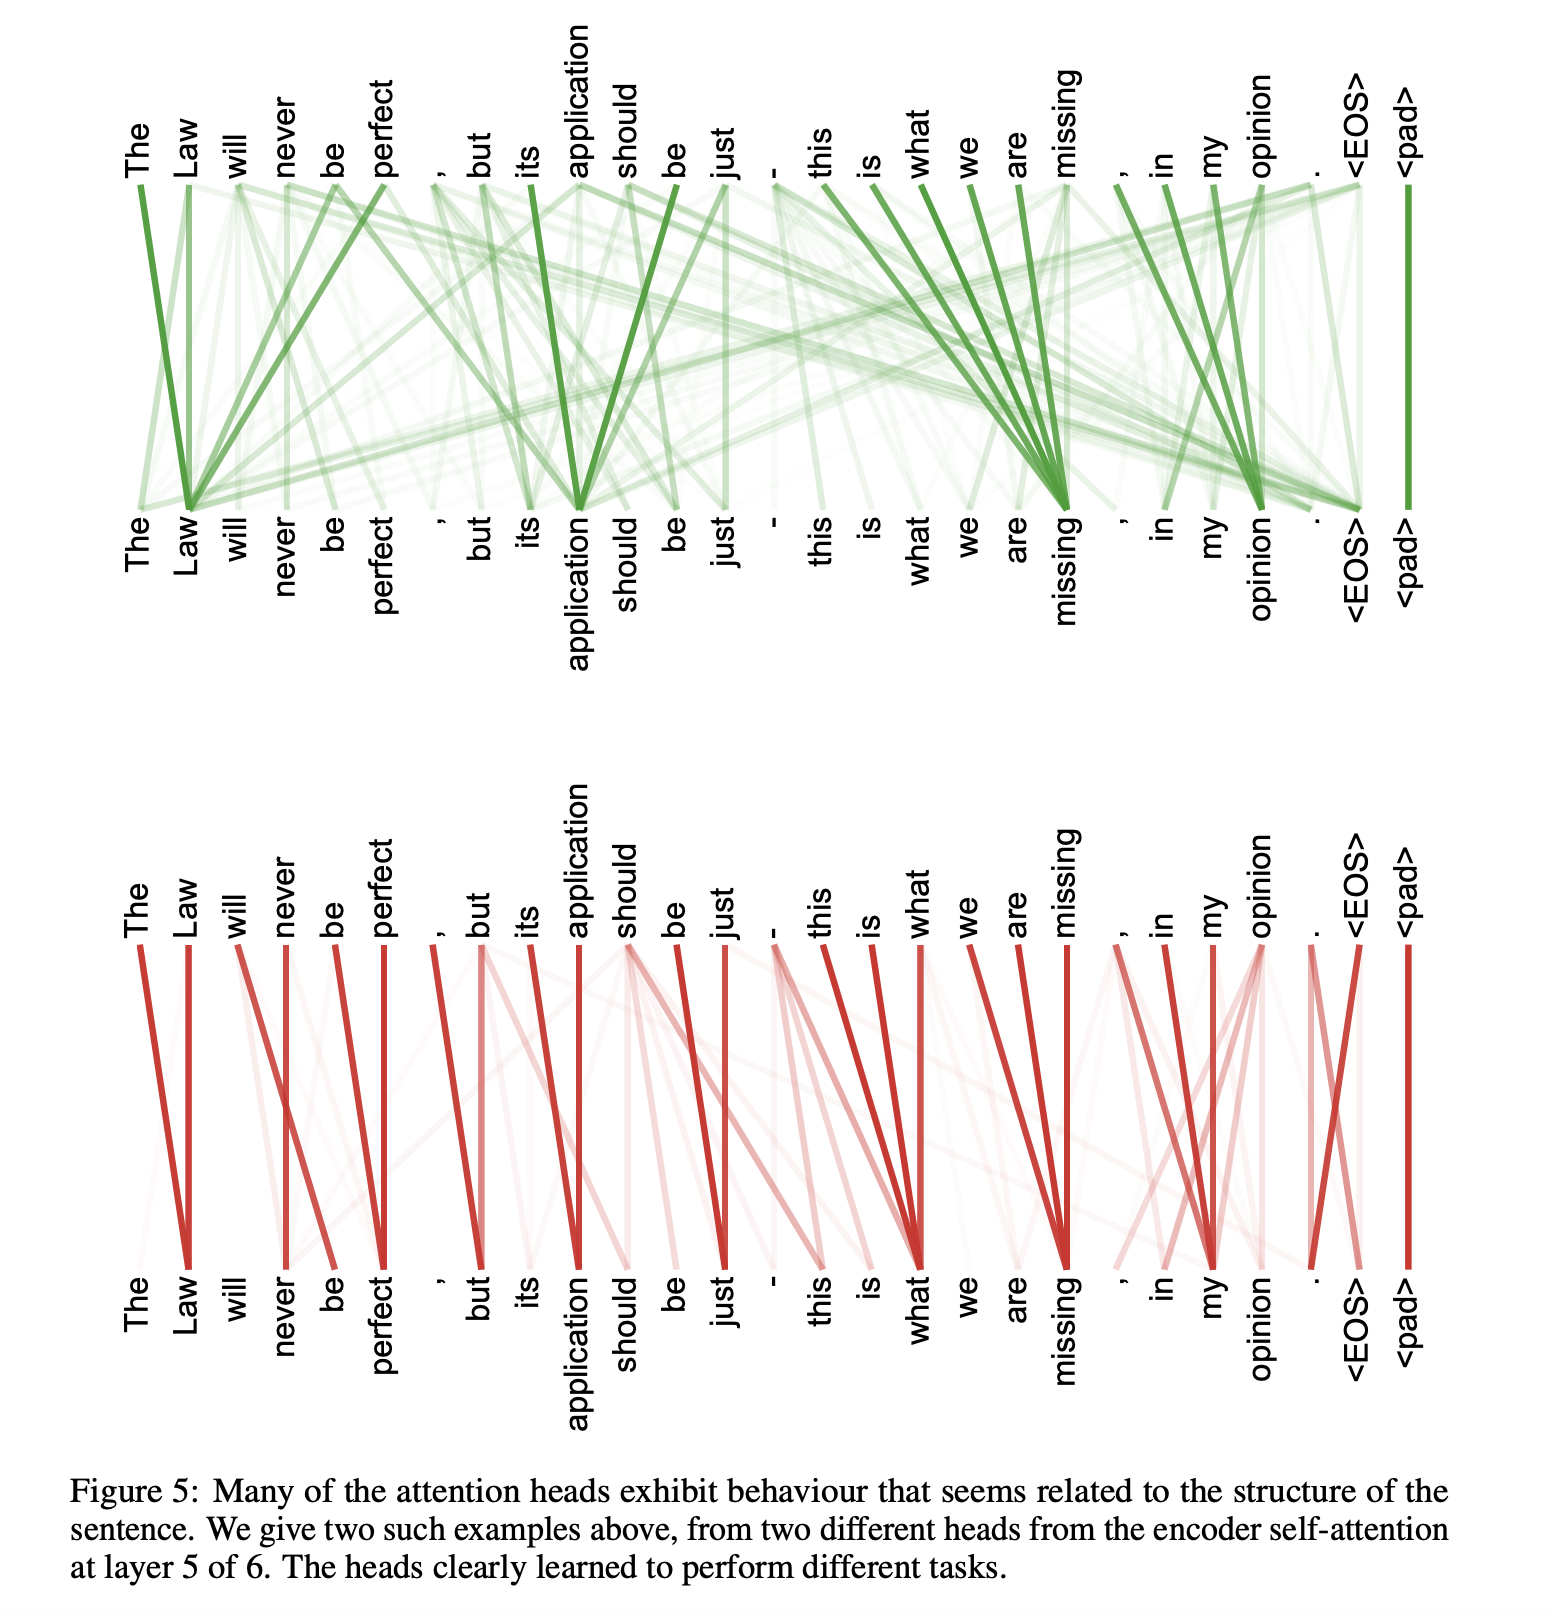 The Law will never be perfect , but its application should be just - this is what we are missing , in my opinion . <EOS> <pad>
The Law will never be perfect , but its application should be just - this is what we are missing , in my opinion . <EOS> <pad>
The Law will never be perfect , but its application should be just - this is what we are missing , in my opinion . <EOS> <pad>
The Law will never be perfect , but its application should be just - this is what we are missing , in my opinion . <EOS> <pad>
Figure 5: Many of the attention heads exhibit behaviour that seems related to the structure of the
sentence. We give two such examples above, from two different heads from the encoder self-attention
at layer 5 of 6. The heads clearly learned to perform different tasks.